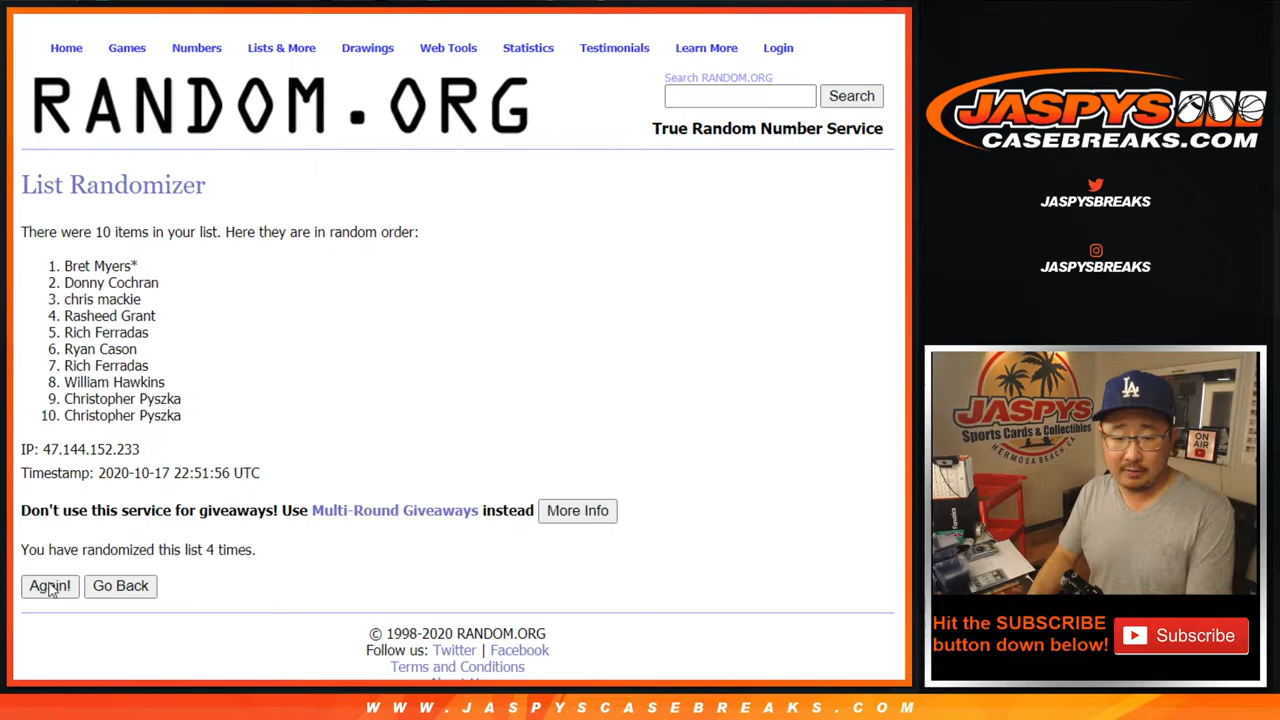 Home Games Numbers Lists & More Drawings Web Tools Statistics Testimonials Learn More Login
RANDOM.ORG
Search RANDOM.ORG
Search
True Random Number Service
List Randomizer
There were 10 items in your list. Here they are in random order:
1. Bret Myers*
2. Donny Cochran
3. chris mackie
4. Rasheed Grant
5. Rich Ferradas
6. Ryan Cason
7. Rich Ferradas
8. William Hawkins
9. Christopher Pyszka
10. Christopher Pyszka
IP: 47.144.152.233
Timestamp: 2020-10-17 22:51:56 UTC
Don't use this service for giveaways! Use Multi-Round Giveaways instead More Info
You have randomized this list 4 times.
Again! Go Back
© 1998-2020 RANDOM.ORG
Follow us: Twitter | Facebook
Terms and Conditions
JASPYS
CASEBREAKS.COM
JASPYSBREAKS
JASPYSBREAKS
JASPYS
Sports Cards & Collectibles
HERMOSA BEACH, CA
LA
ON
AIR
Fanatics
Hit the SUBSCRIBE
button down below!
Subscribe
WWW.JASPYSCASEBREAKS.COM